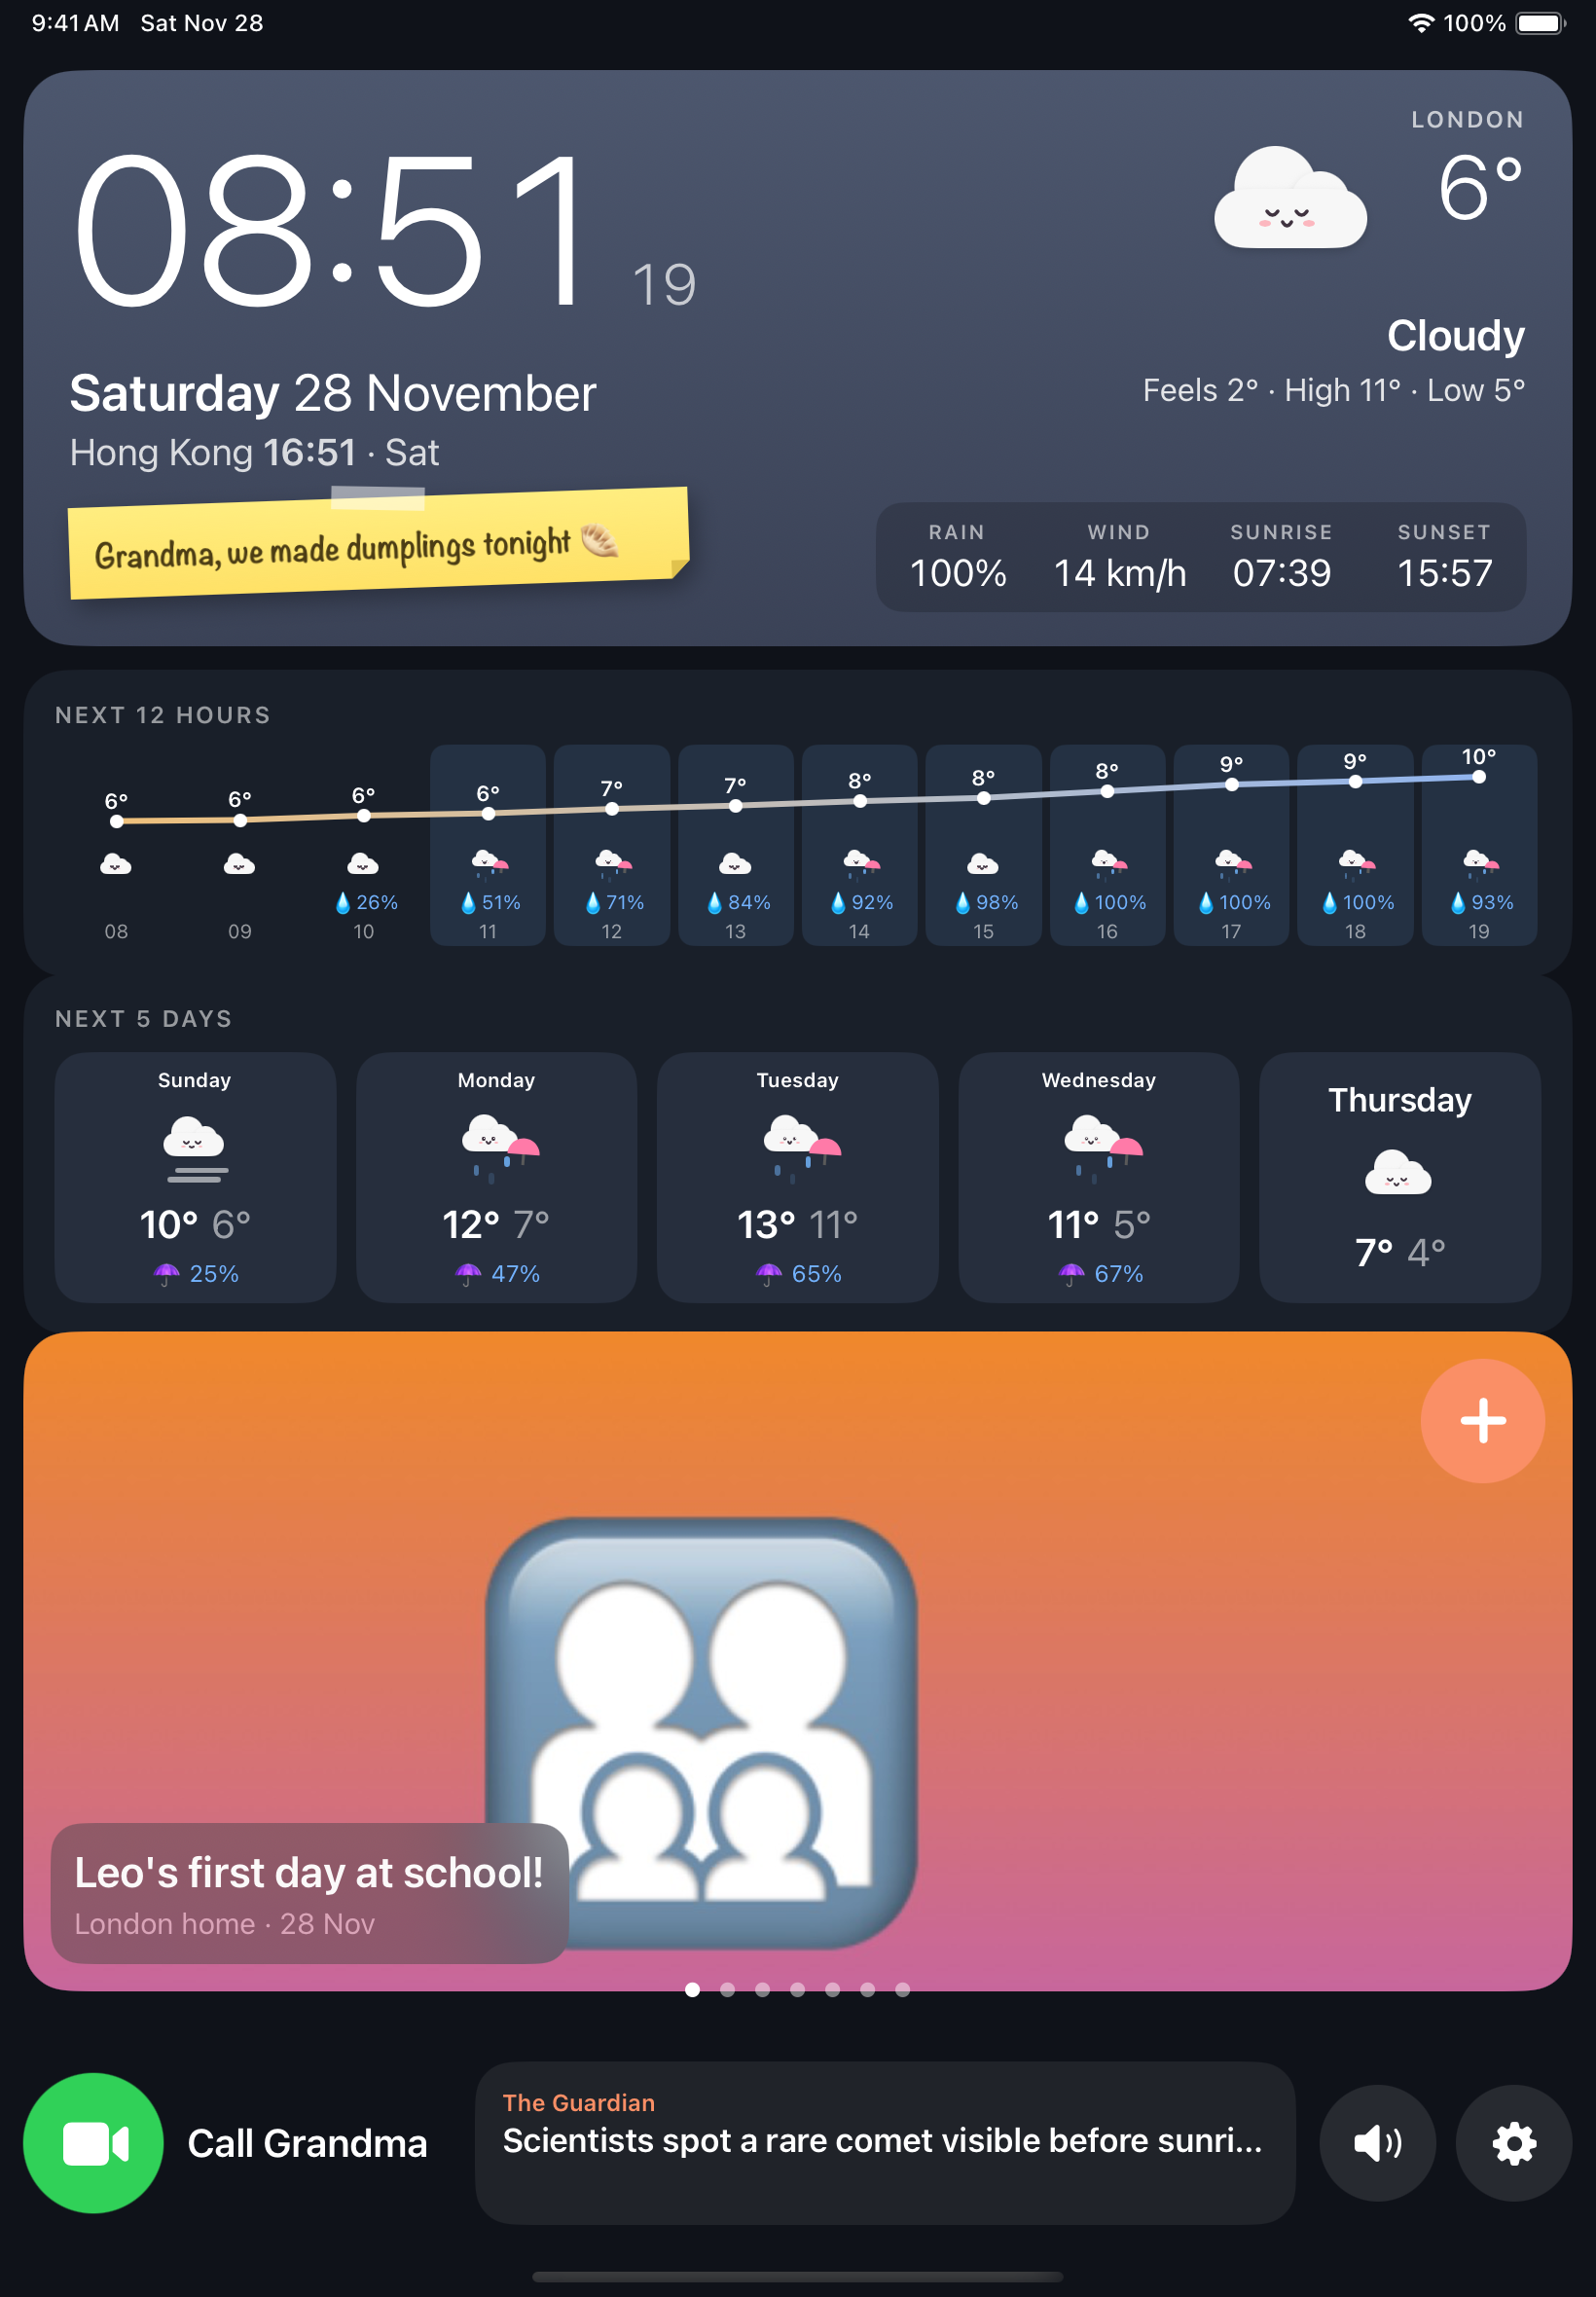 9:41 AM Sat Nov 28
100%
08:51 19
LONDON
6°
Cloudy
Feels 2° · High 11° · Low 5°
Saturday 28 November
Hong Kong 16:51 · Sat
Grandma, we made dumplings tonight 🥟
RAIN WIND SUNRISE SUNSET
100% 14 km/h 07:39 15:57
NEXT 12 HOURS
6° 6° 6° 6° 7° 7° 8° 8° 8° 9° 9° 10°
26% 51% 71% 84% 92% 98% 100% 100% 100% 93%
08 09 10 11 12 13 14 15 16 17 18 19
NEXT 5 DAYS
Sunday Monday Tuesday Wednesday Thursday
10° 6° 12° 7° 13° 11° 11° 5° 7° 4°
25% 47% 65% 67%
Leo's first day at school!
London home · 28 Nov
Call Grandma
The Guardian
Scientists spot a rare comet visible before sunri...